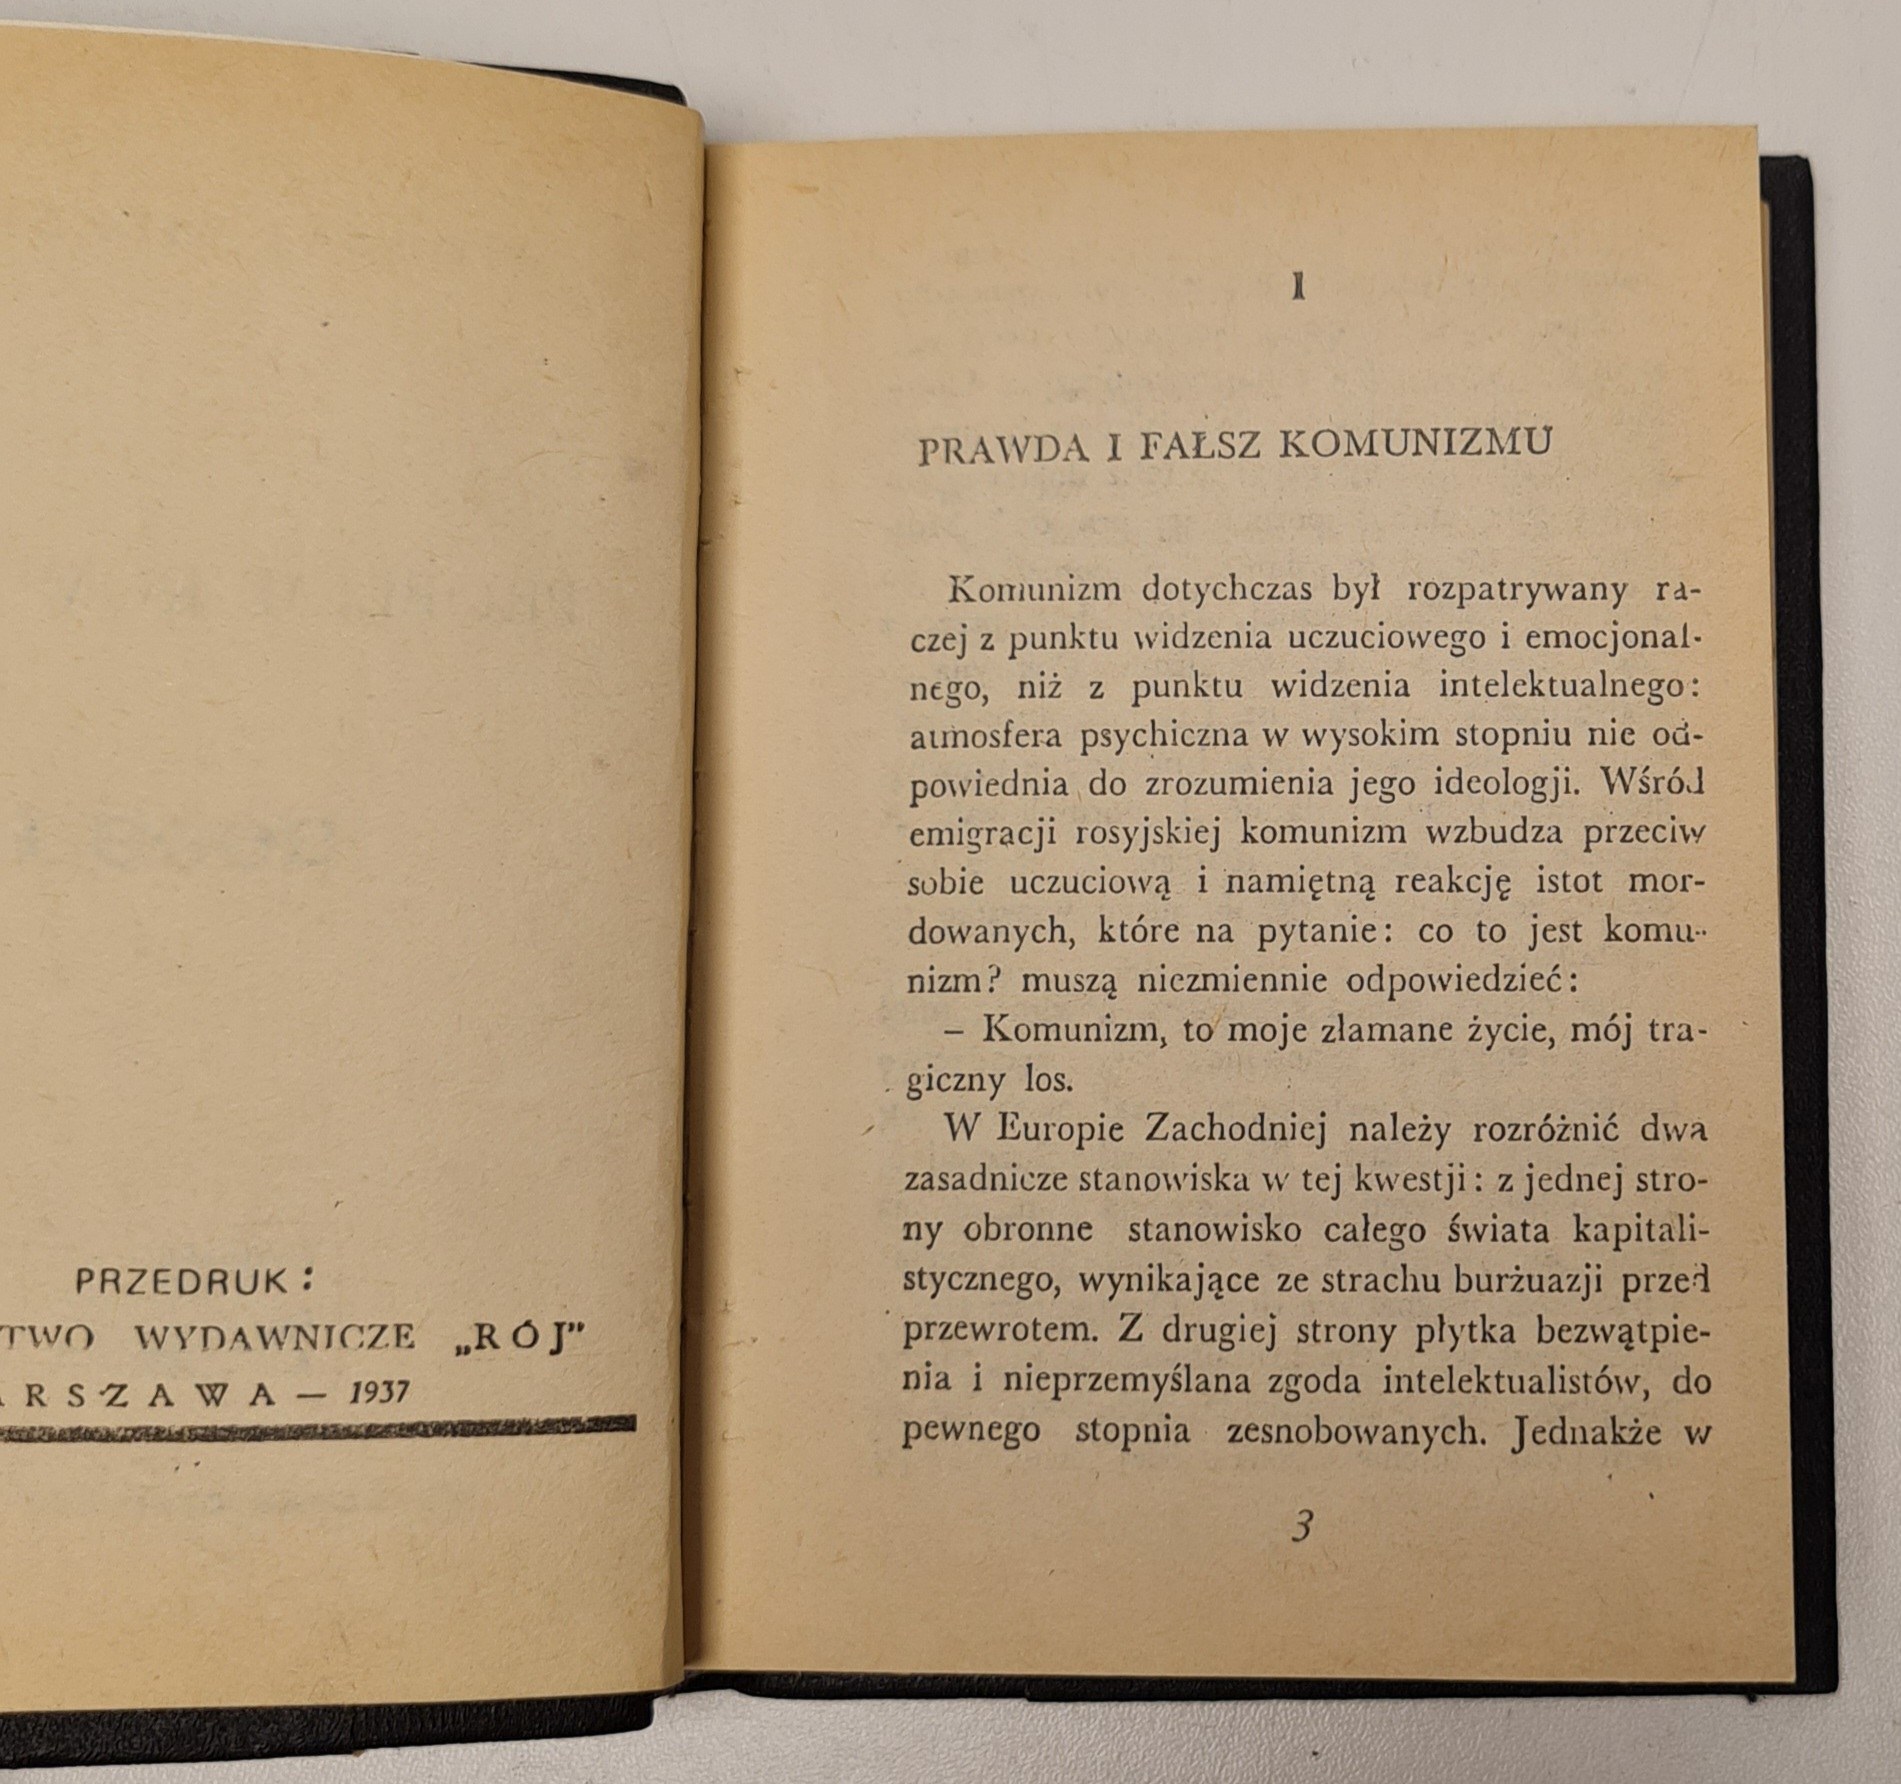 PRZEDRUK:
WYDAWNICZE „RÓJ"
— 1937
I
PRAWDA I FAŁSZ KOMUNIZMU
Komunizm dotychczas był rozpatrywany ra-
czej z punktu widzenia uczuciowego i emocjonal-
nego, niż z punktu widzenia intelektualnego:
atmosfera psychiczna w wysokim stopniu nie od-
powiednia do zrozumienia jego ideologji. Wśród
emigracji rosyjskiej komunizm wzbudza przeciw
sobie uczuciową i namiętną reakcję istot mor-
dowanych, które na pytanie: co to jest komu-
nizm? muszą niezmiennie odpowiedzieć:
– Komunizm, to moje złamane życie, mój tra-
giczny los.
W Europie Zachodniej należy rozróżnić dwa
zasadnicze stanowiska w tej kwestji: z jednej stro-
ny obronne stanowisko całego świata kapitali-
stycznego, wynikające ze strachu burżuazji przed
przewrotem. Z drugiej strony płytka bezwątpie-
nia i nieprzemyślana zgoda intelektualistów, do
pewnego stopnia zesnobowanych. Jednakże w
3